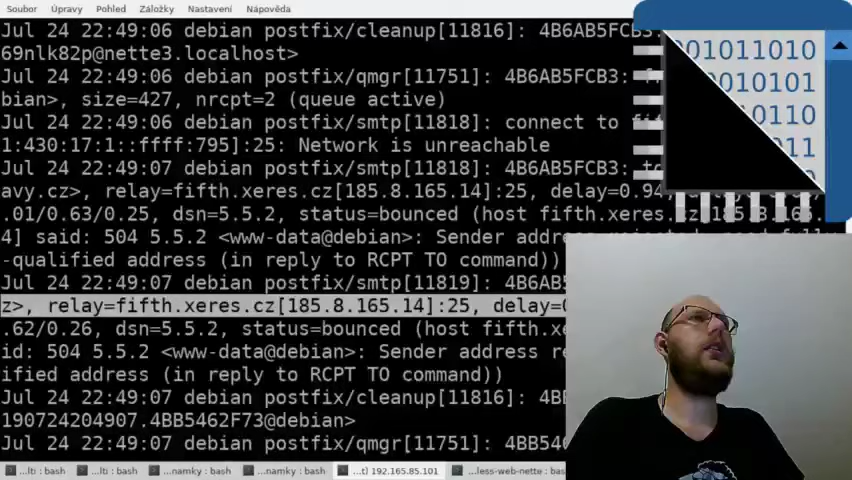 Soubor Úpravy Pohled Záložky Nastavení Nápověda
Jul 24 22:49:06 debian postfix/cleanup[11816]: 4B6AB5FCB3:
69nlk82p@nette3.localhost>
Jul 24 22:49:06 debian postfix/qmgr[11751]: 4B6AB5FCB3:
bian>, size=427, nrcpt=2 (queue active)
Jul 24 22:49:06 debian postfix/smtp[11818]: connect to
1:430:17:1::ffff:795]:25: Network is unreachable
Jul 24 22:49:07 debian postfix/smtp[11818]: 4B6AB5FCB3:
avy.cz>, relay=fifth.xeres.cz[185.8.165.14]:25, delay=0.94,
.01/0.63/0.25, dsn=5.5.2, status=bounced (host fifth.xeres.cz[185.8.165.
4] said: 504 5.5.2 <www-data@debian>: Sender address
-qualified address (in reply to RCPT TO command))
Jul 24 22:49:07 debian postfix/smtp[11819]:
z>, relay=fifth.xeres.cz[185.8.165.14]:25,
.62/0.26, dsn=5.5.2, status=bounced (host
id: 504 5.5.2 <www-data@debian>: Sender address
ified address (in reply to RCPT TO command))
Jul 24 22:49:07 debian postfix/cleanup[11816]:
190724204907.4BB5462F73@debian>
Jul 24 22:49:07 debian postfix/qmgr[11751]:
001011010
0010101
0110
011
...lti : bash ...lti : bash ...namky : bash ...namky : bash ...t) 192.165.85.101 ...less-web-nette : bas